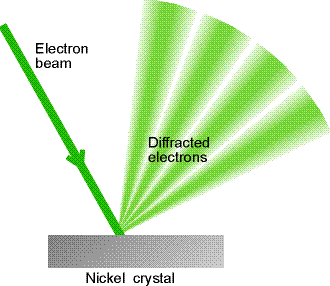 Electron
beam
Diffracted
electrons
Nickel crystal